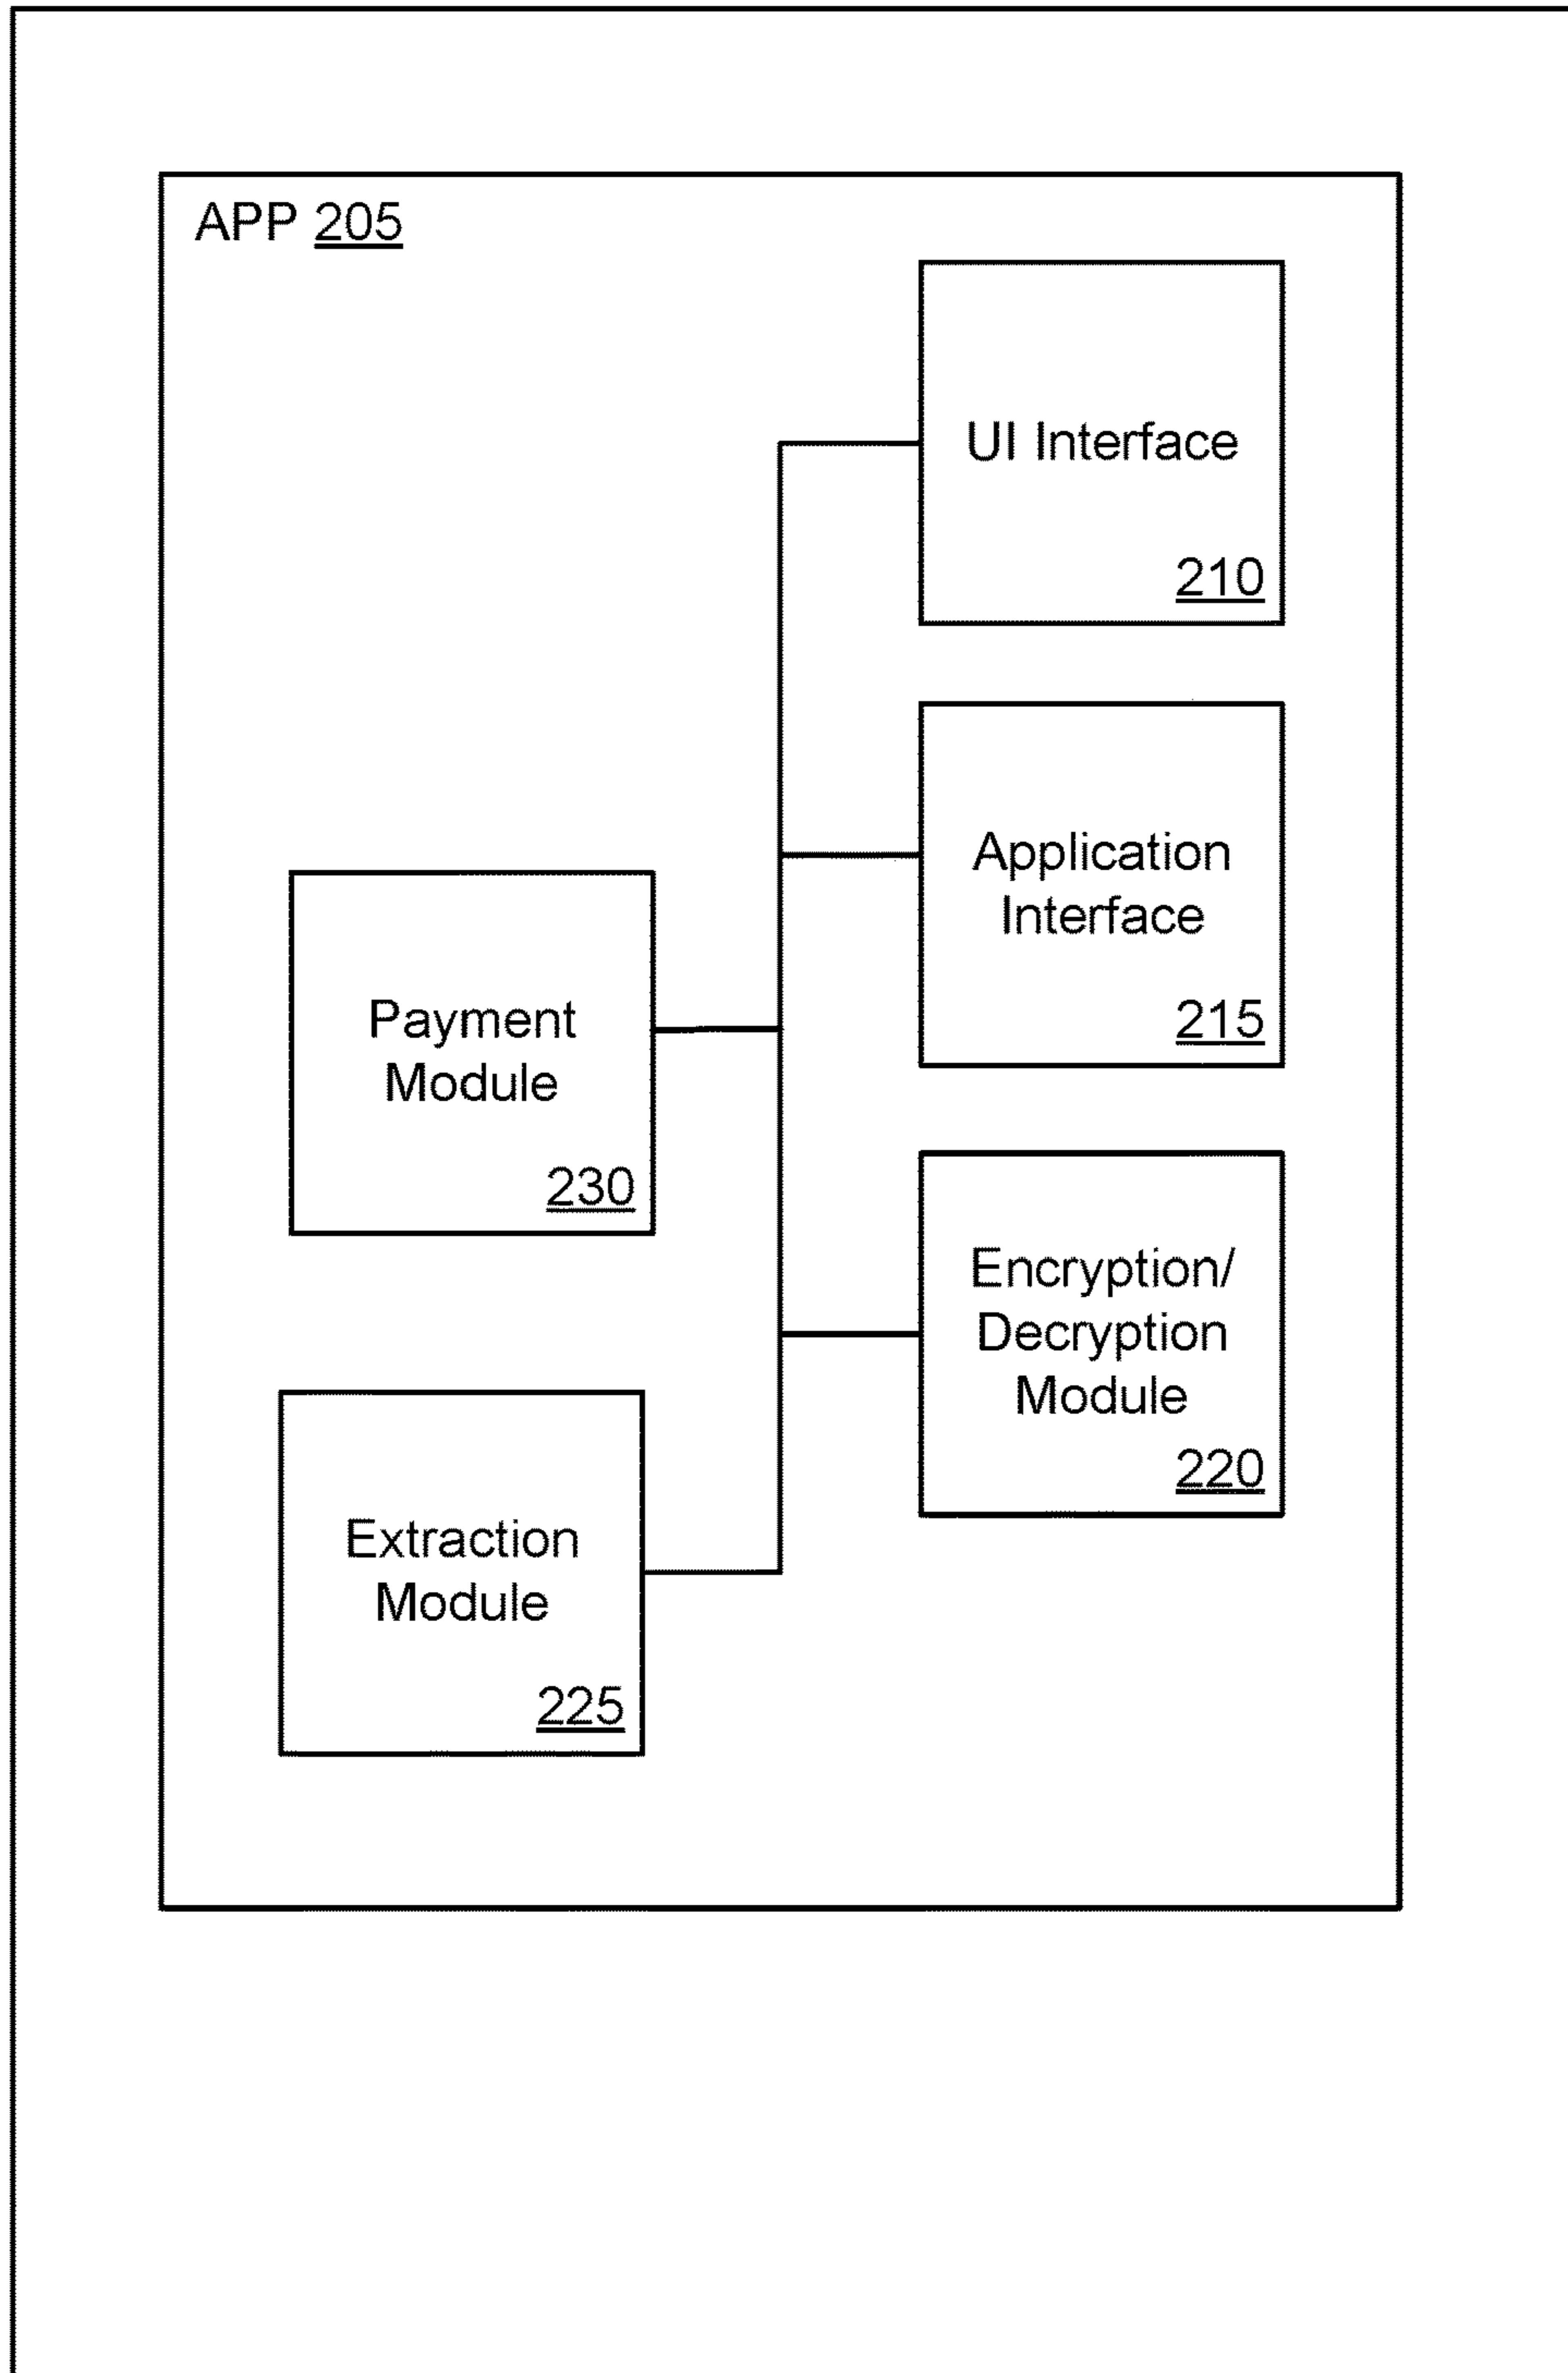 APP 205
UI Interface
210
Application
Interface
215
Payment
Module
230
Encryption/
Decryption
Module
220
Extraction
Module
225